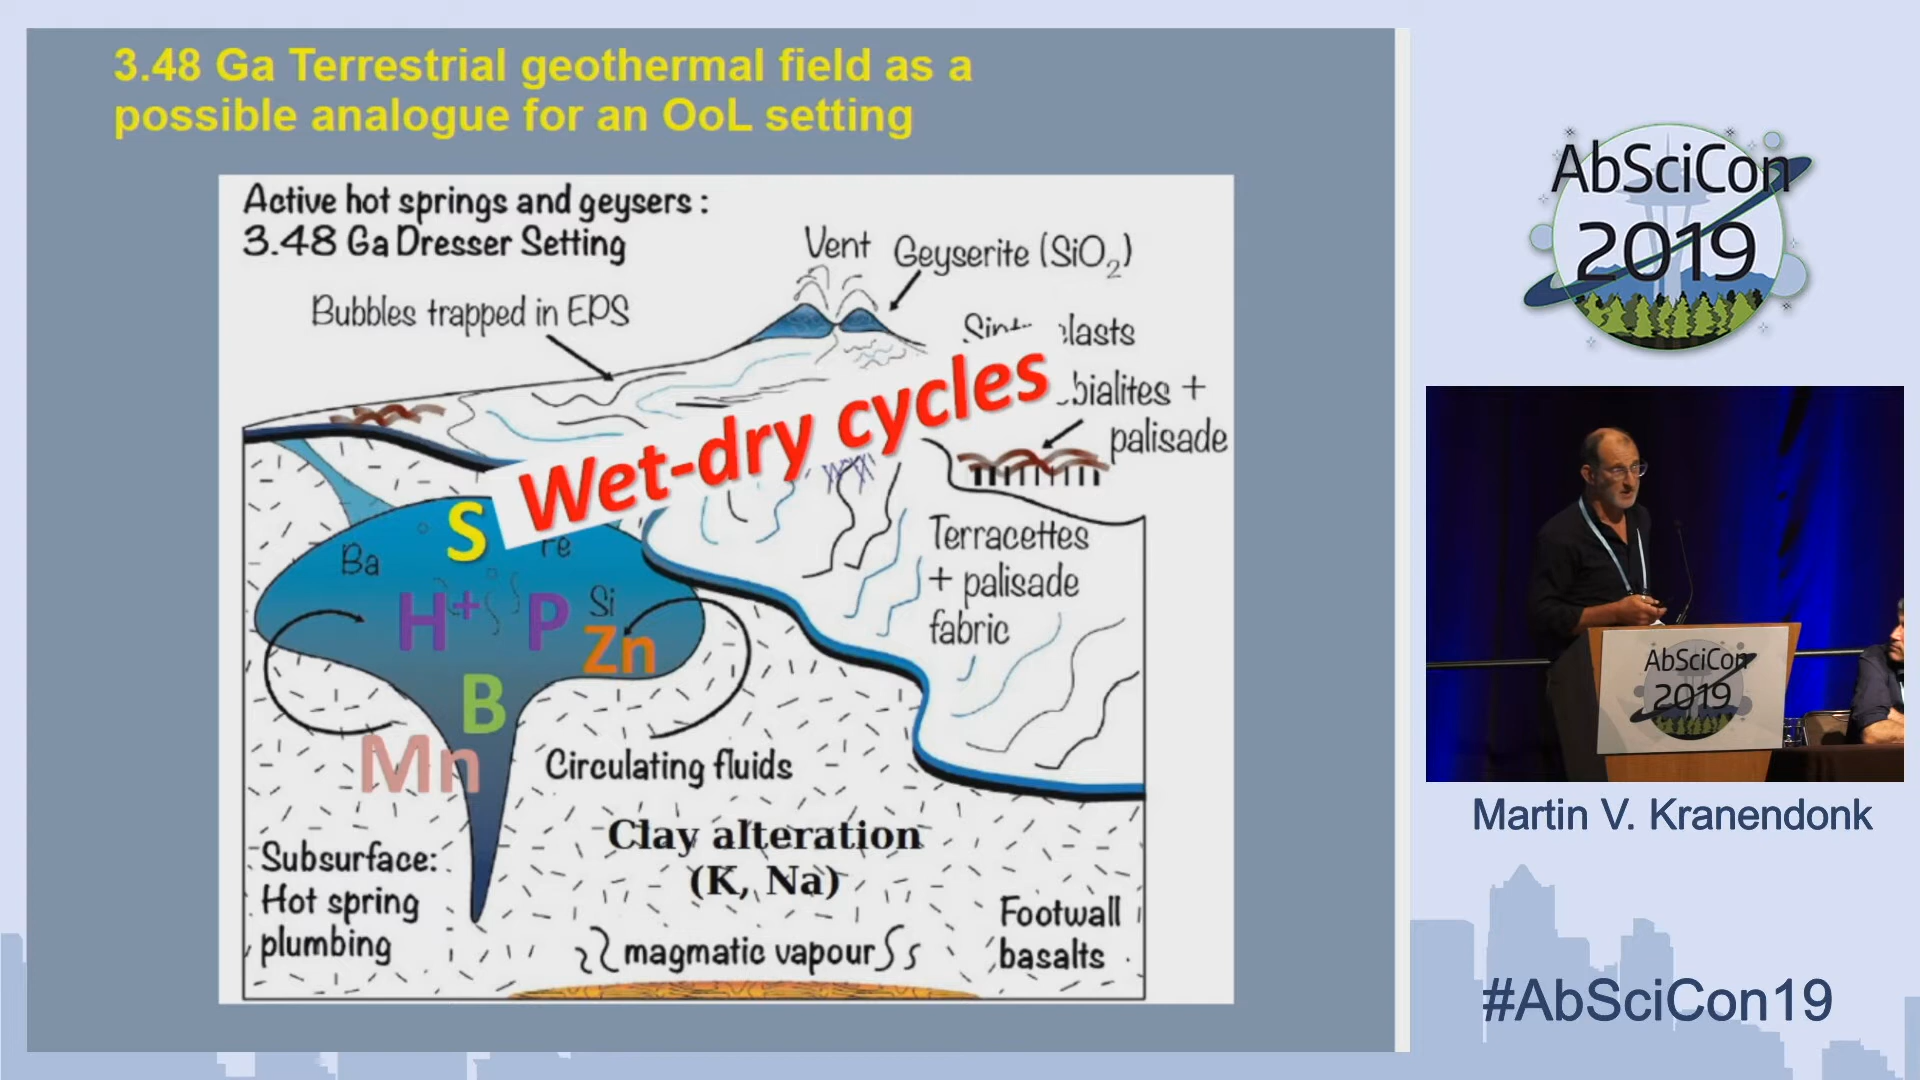 3.48 Ga Terrestrial geothermal field as a
possible analogue for an OoL setting
Active hot springs and geysers :
3.48 Ga Dresser Setting
Vent
Geyserite (SiO₂)
Bubbles trapped in EPS
palisade
Wet-dry cycles
Terracettes
+ palisade
fabric
S
Ba
H⁺
P
Si
Zn
B
Mn
Circulating fluids
Clay alteration
(K, Na)
Subsurface:
Hot spring
plumbing
magmatic vapour
Footwall
basalts
AbSciCon
2019
AbSciCon
2019
Martin V. Kranendonk
#AbSciCon19